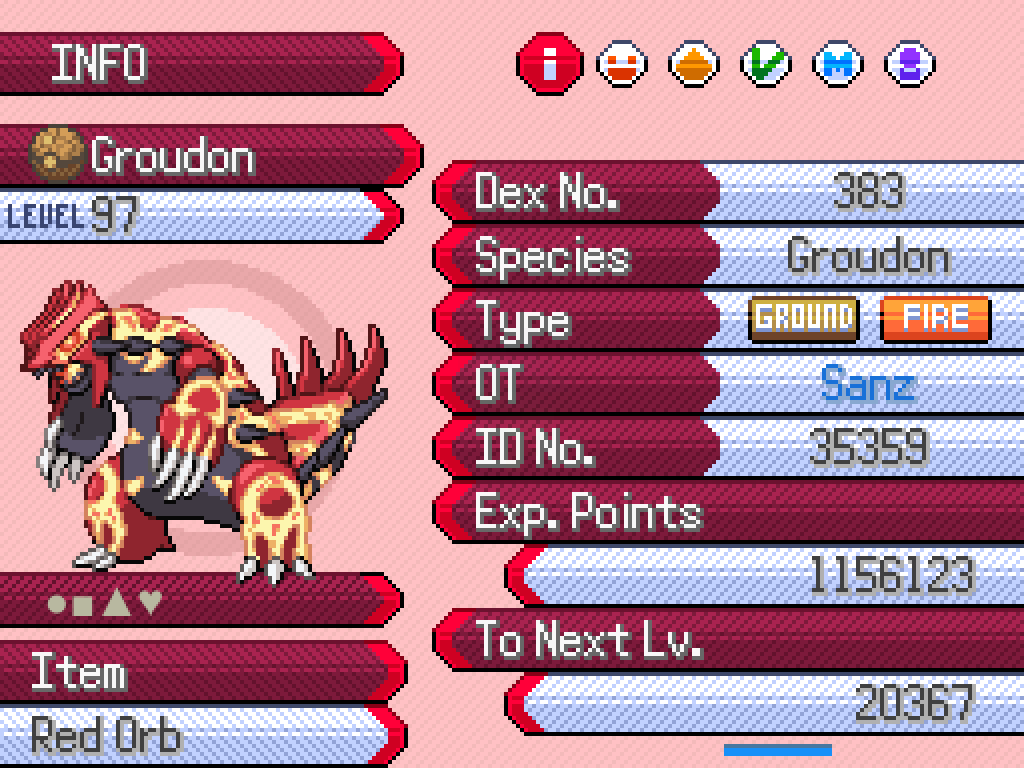 INFO
Groudon
LEVEL 97
Dex No. 383
Species Groudon
Type GROUND FIRE
OT Sanz
ID No. 35359
Exp. Points
1156123
To Next Lv.
20367
Item
Red Orb